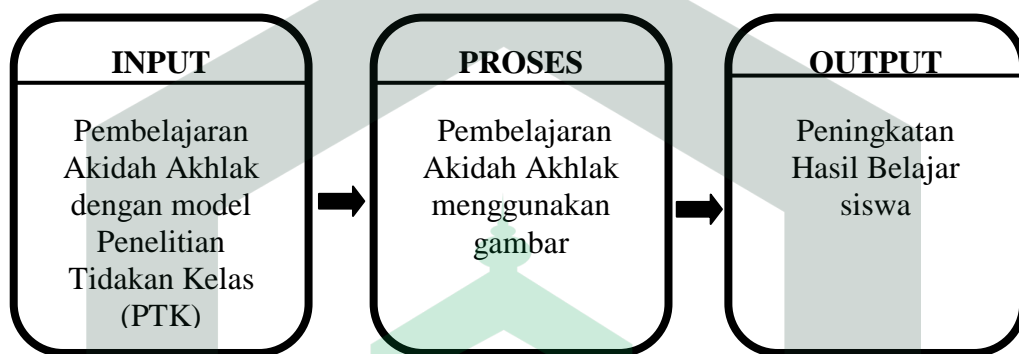 INPUT
Pembelajaran
Akidah Akhlak
dengan model
Penelitian
Tidakan Kelas
(PTK)
PROSES
Pembelajaran
Akidah Akhlak
menggunakan
gambar
OUTPUT
Peningkatan
Hasil Belajar
siswa